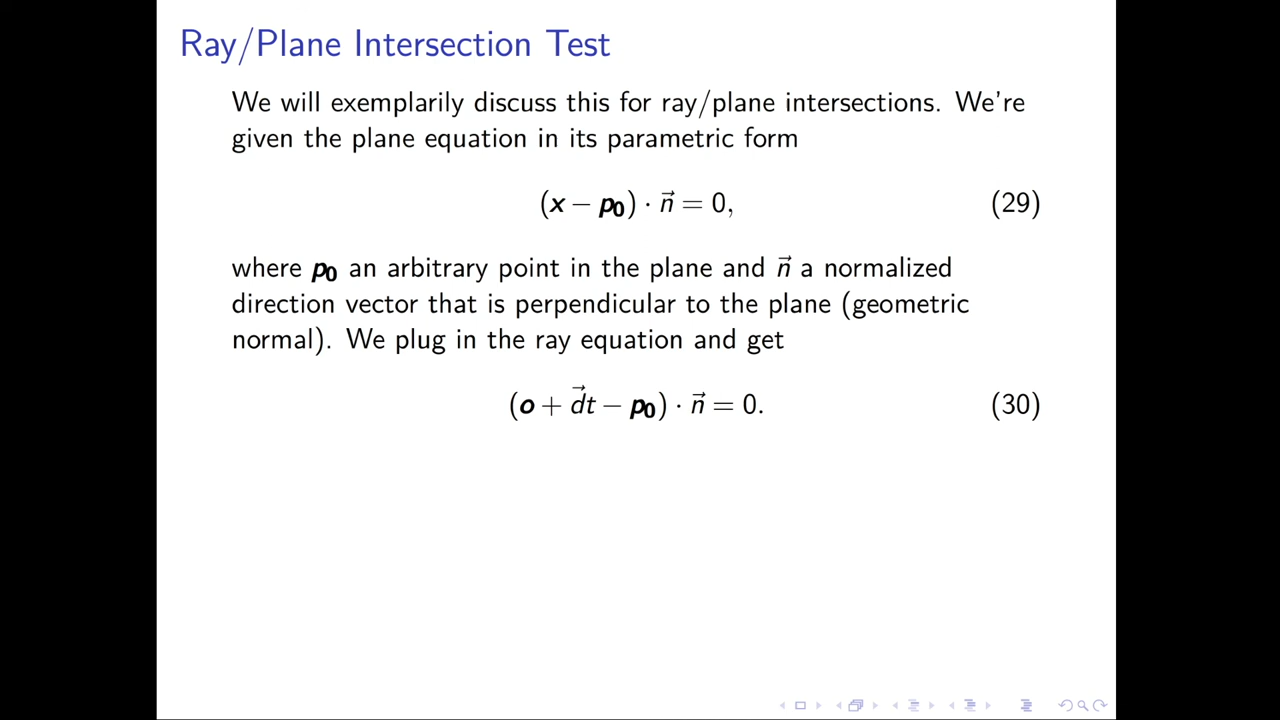 Ray/Plane Intersection Test
We will exemplarily discuss this for ray/plane intersections. We're
given the plane equation in its parametric form
(x − p₀) · n⃗ = 0, (29)
where p₀ an arbitrary point in the plane and n⃗ a normalized
direction vector that is perpendicular to the plane (geometric
normal). We plug in the ray equation and get
(o + d⃗t − p₀) · n⃗ = 0. (30)